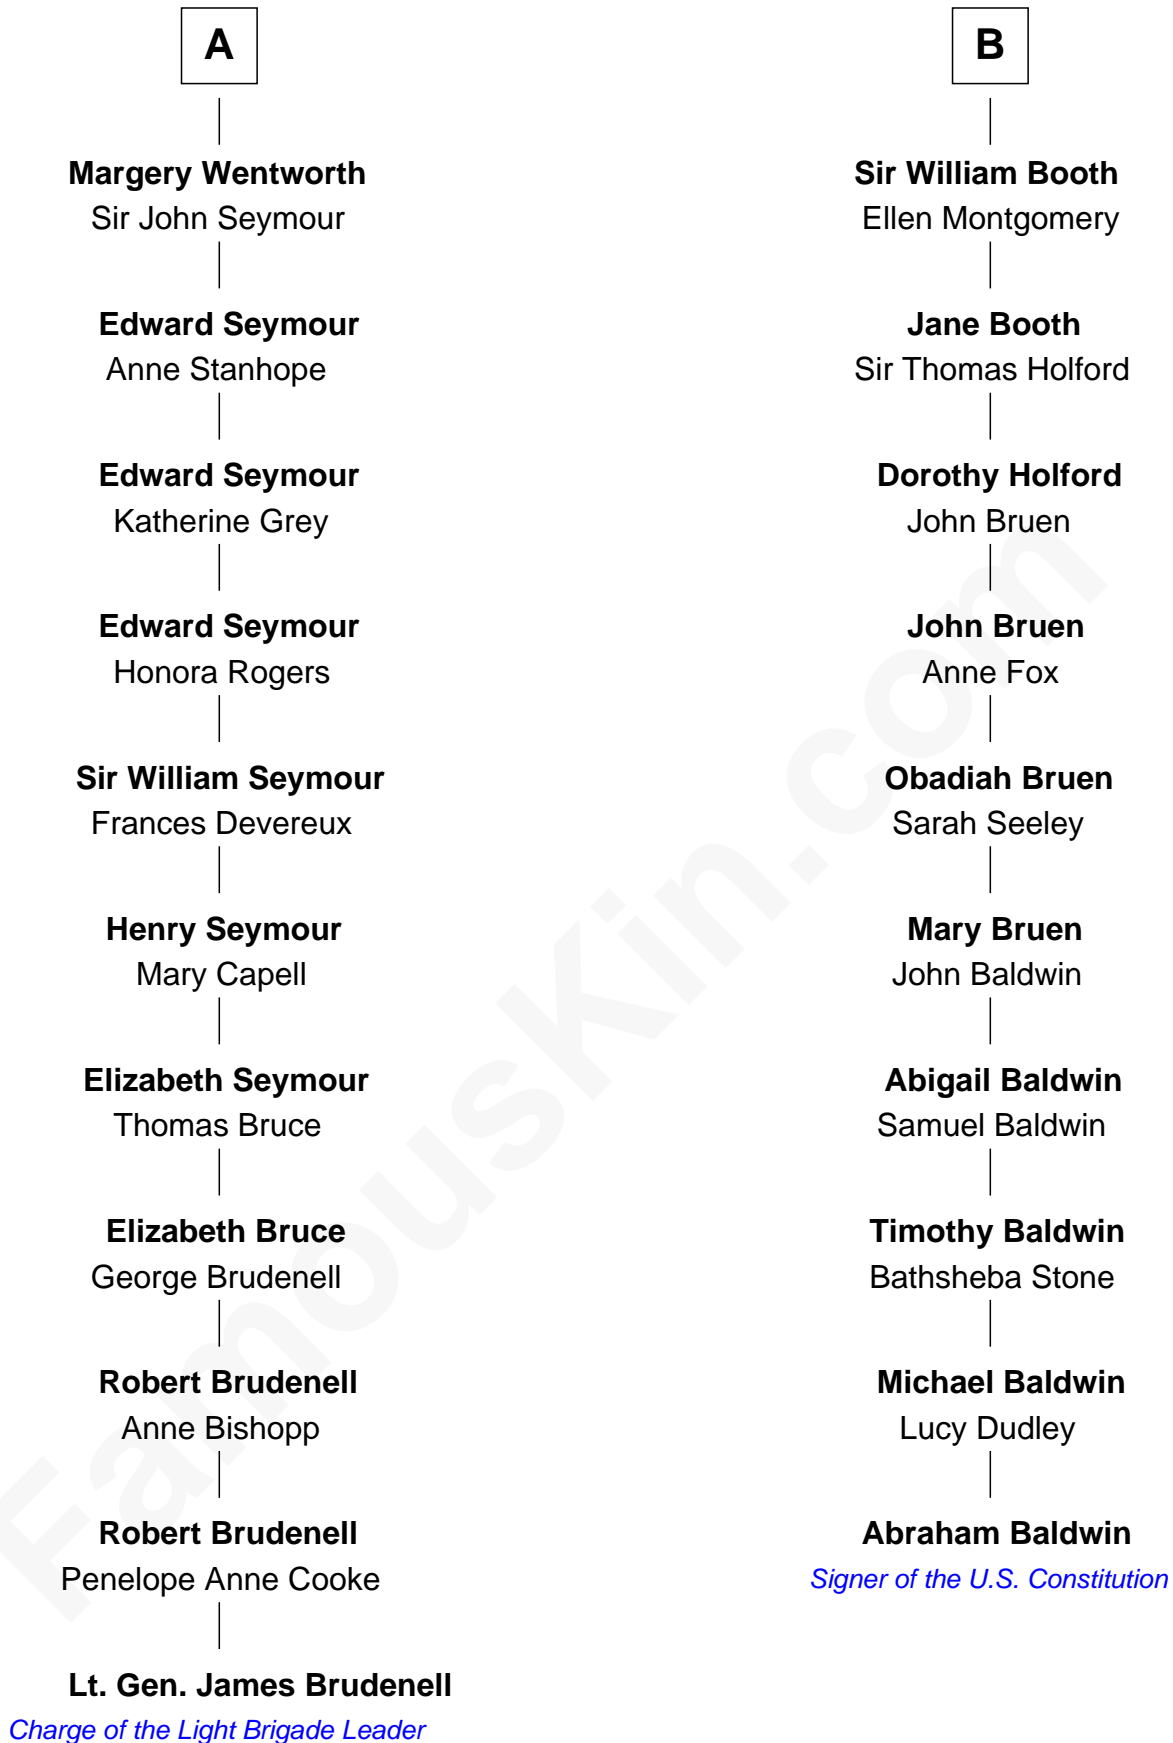 A
Margery Wentworth
Sir John Seymour
Edward Seymour
Anne Stanhope
Edward Seymour
Katherine Grey
Edward Seymour
Honora Rogers
Sir William Seymour
Frances Devereux
Henry Seymour
Mary Capell
Elizabeth Seymour
Thomas Bruce
Elizabeth Bruce
George Brudenell
Robert Brudenell
Anne Bishopp
Robert Brudenell
Penelope Anne Cooke
Lt. Gen. James Brudenell
Charge of the Light Brigade Leader
B
Sir William Booth
Ellen Montgomery
Jane Booth
Sir Thomas Holford
Dorothy Holford
John Bruen
John Bruen
Anne Fox
Obadiah Bruen
Sarah Seeley
Mary Bruen
John Baldwin
Abigail Baldwin
Samuel Baldwin
Timothy Baldwin
Bathsheba Stone
Michael Baldwin
Lucy Dudley
Abraham Baldwin
Signer of the U.S. Constitution
FamousKin.com